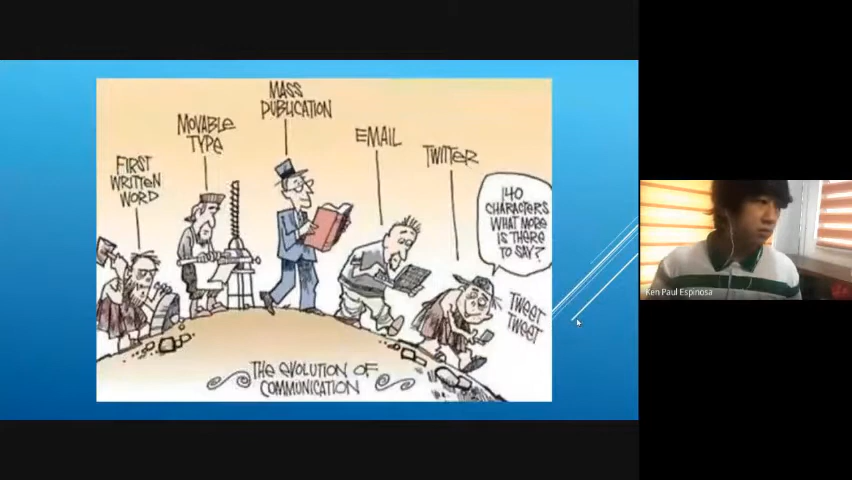 MASS
PUBLICATION
MOVABLE
TYPE
EMAIL
FIRST
WRITTEN
WORD
TWITTER
140
CHARACTERS
WHAT MORE
IS THERE
TO SAY?
TWEET
TWEET
THE EVOLUTION OF
COMMUNICATION
Ken Paul Espinosa